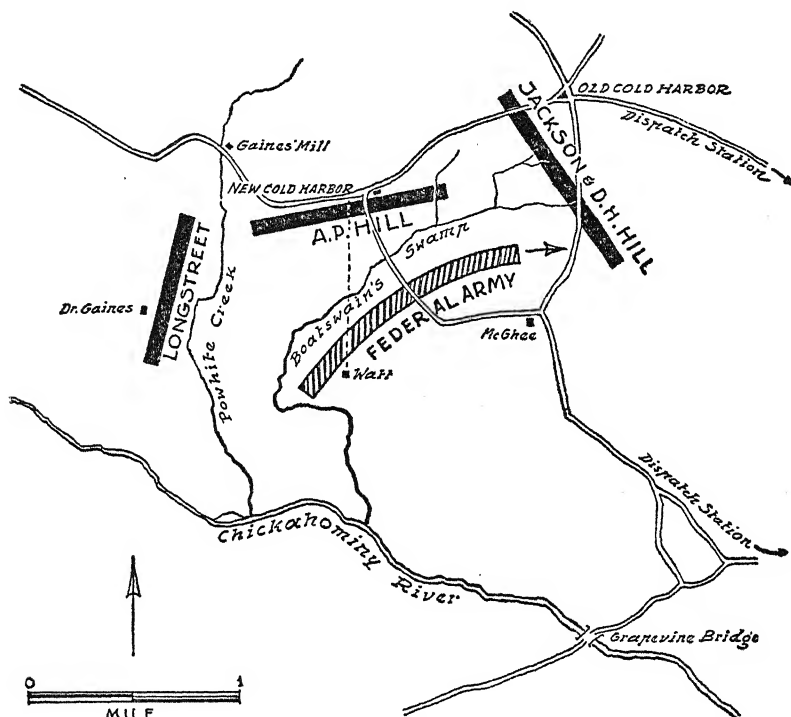 OLD COLD HARBOR
Dispatch Station
JACKSON & D.H. HILL
Gaines' Mill
NEW COLD HARBOR
A.P. HILL
LONGSTREET
Dr. Gaines
Powhite Creek
Boatswain's Swamp
FEDERAL ARMY
McGhee
Watt
Dispatch Station
Chickahominy River
Grapevine Bridge
0 1
MILE